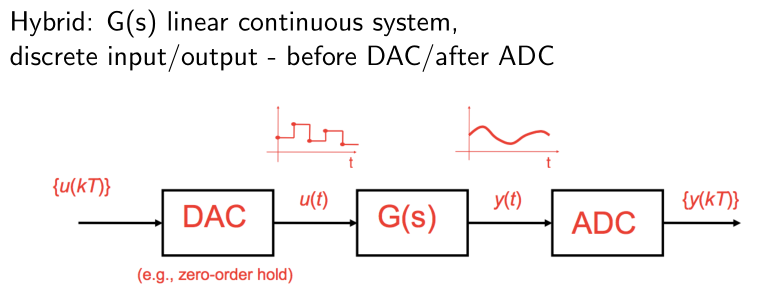 Hybrid: G(s) linear continuous system,
discrete input/output - before DAC/after ADC
t
t
{u(kT)}
DAC
u(t)
G(s)
y(t)
ADC
{y(kT)}
(e.g., zero-order hold)